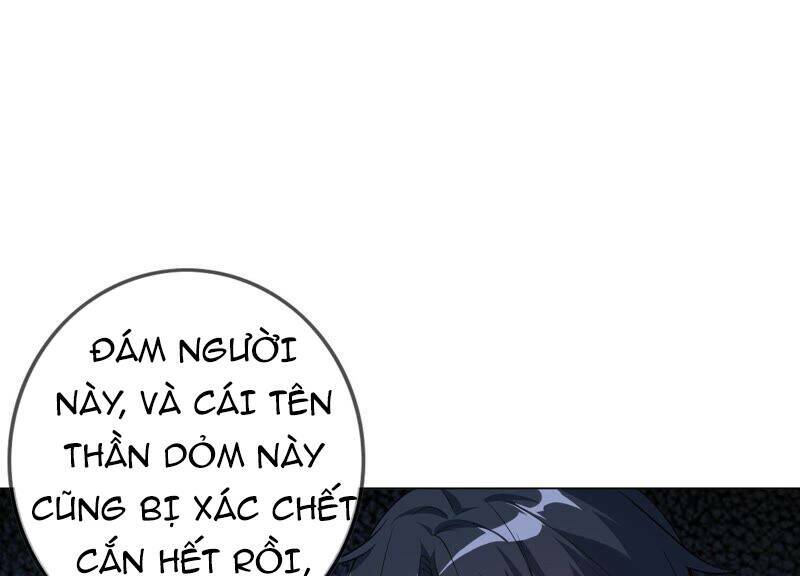 ĐÁM NGƯỜI
NÀY, VÀ CÁI TÊN
THẦN DỎM NÀY
CŨNG BỊ XÁC CHẾT
CẮN HẾT RỒI,